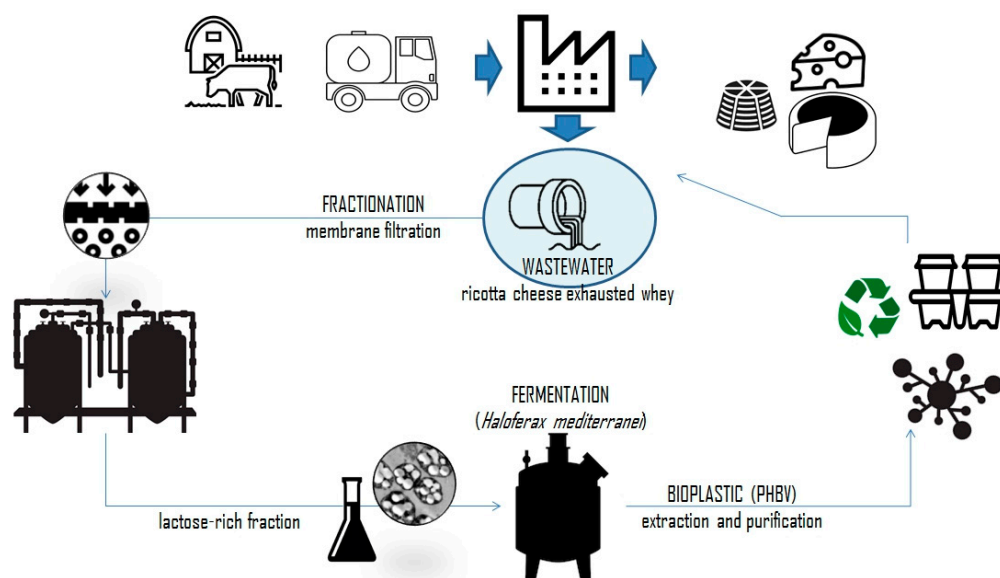 FRACTIONATION
membrane filtration
WASTEWATER
ricotta cheese exhausted whey
FERMENTATION
(Haloferax mediterranei)
lactose-rich fraction
BIOPLASTIC (PHBV)
extraction and purification